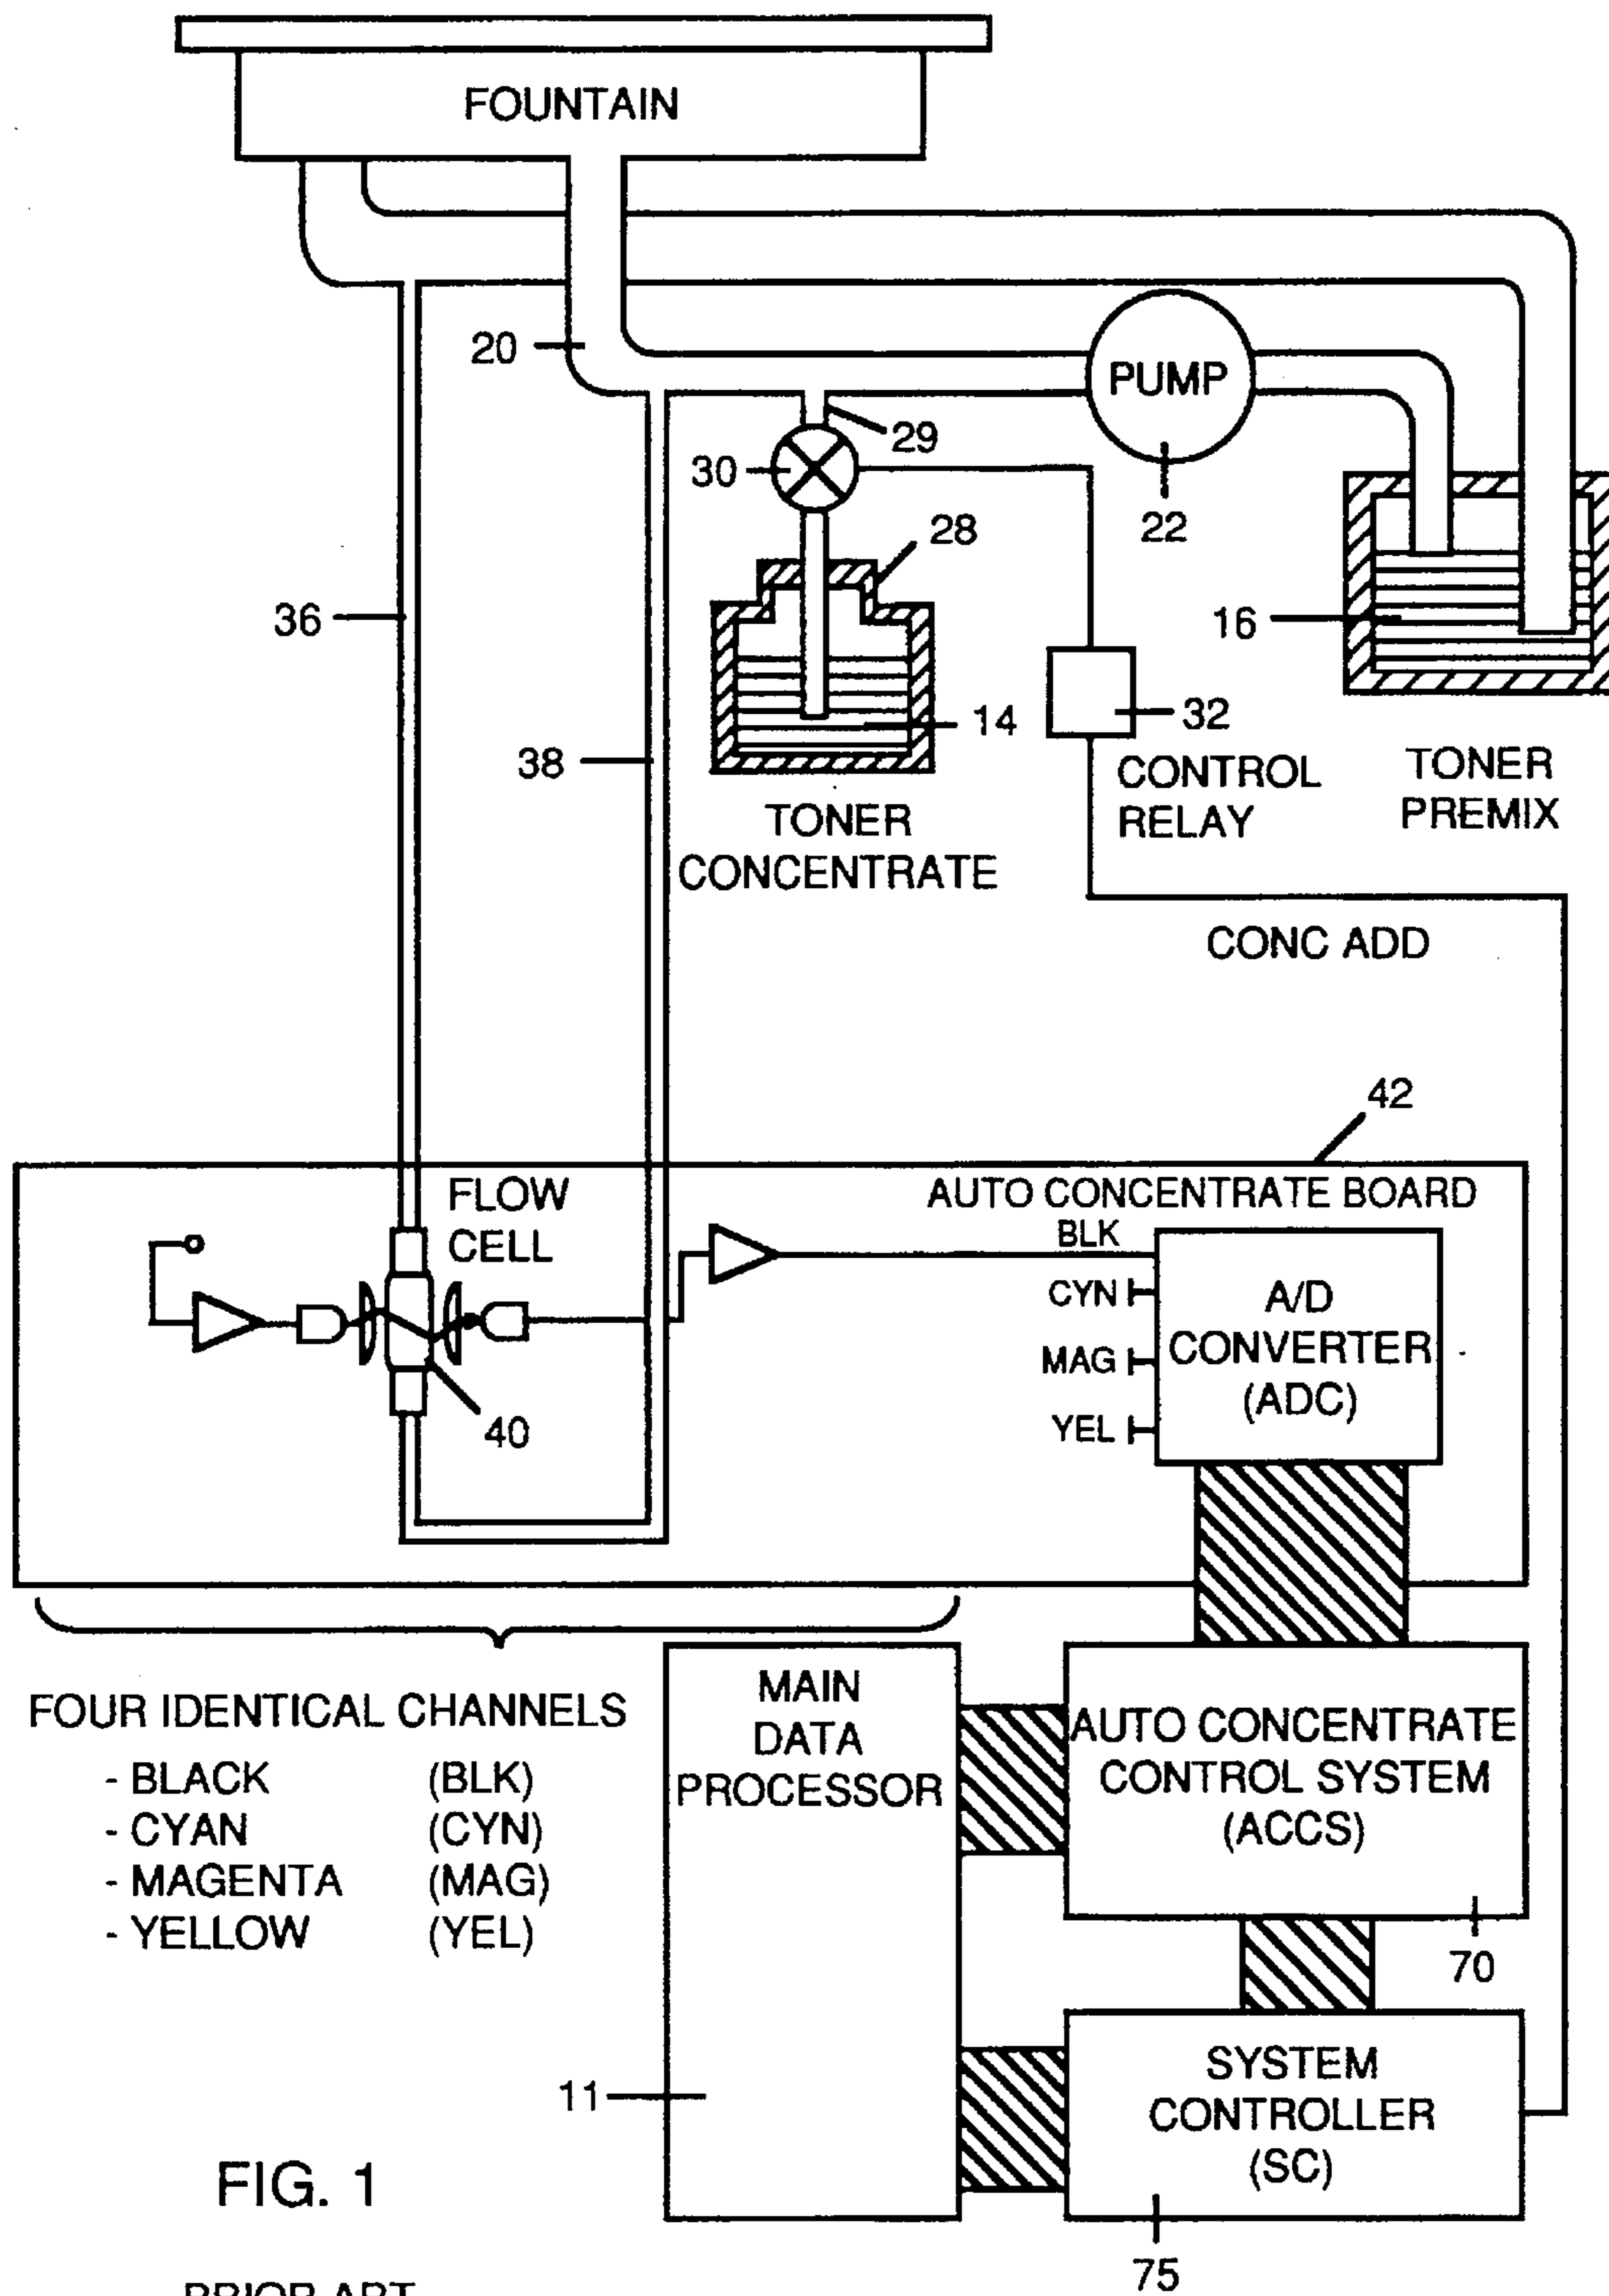 FOUNTAIN
20
PUMP
29
30
22
28
36
16
14
32
38
CONTROL
RELAY
TONER
PREMIX
TONER
CONCENTRATE
CONC ADD
42
FLOW
CELL
AUTO CONCENTRATE BOARD
BLK
CYN
MAG
YEL
A/D
CONVERTER
(ADC)
40
FOUR IDENTICAL CHANNELS
- BLACK (BLK)
- CYAN (CYN)
- MAGENTA (MAG)
- YELLOW (YEL)
MAIN
DATA
PROCESSOR
AUTO CONCENTRATE
CONTROL SYSTEM
(ACCS)
70
11
SYSTEM
CONTROLLER
(SC)
75
FIG. 1
PRIOR ART